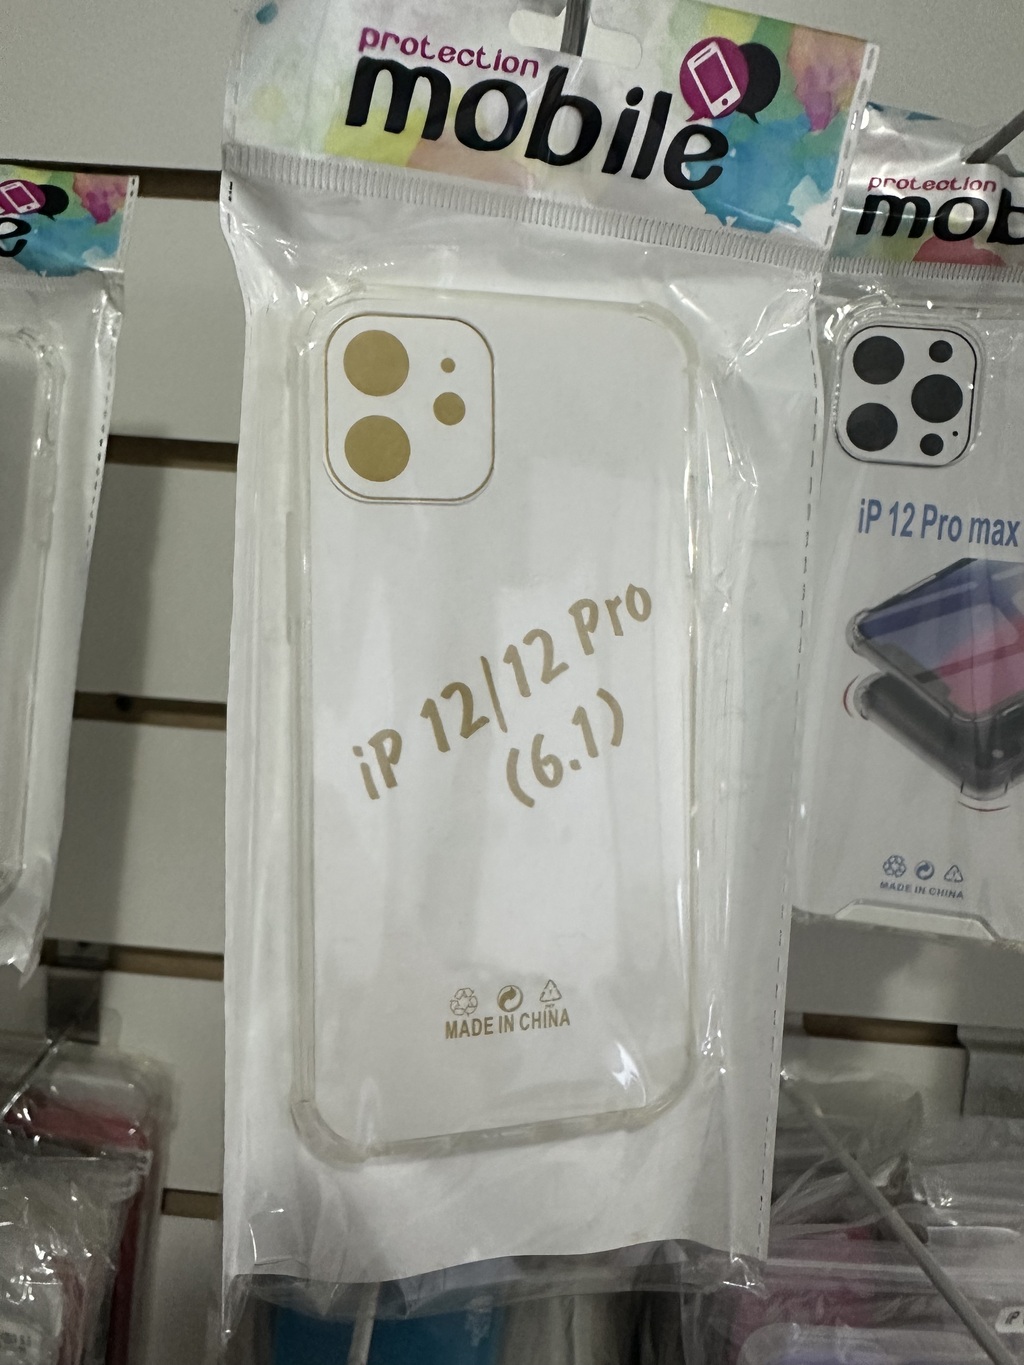 protection
mobile
iP 12/12 Pro
(6.1)
MADE IN CHINA
e
protection
mob
iP 12 Pro max
MADE IN CHINA
iP